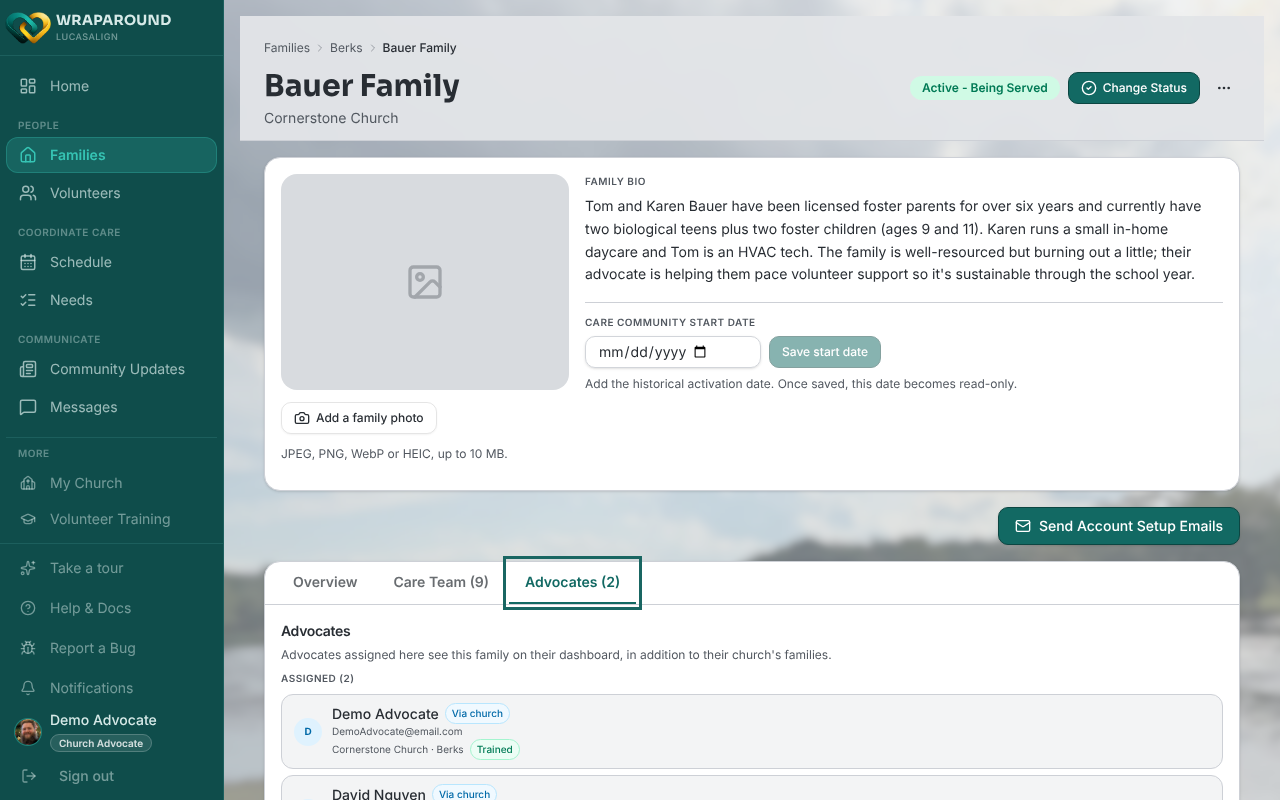 WRAPAROUND
LUCASALIGN
Home
PEOPLE
Families
Volunteers
COORDINATE CARE
Schedule
Needs
COMMUNICATE
Community Updates
Messages
MORE
My Church
Volunteer Training
Take a tour
Help & Docs
Report a Bug
Notifications
Demo Advocate
Church Advocate
Sign out
Families > Berks > Bauer Family
Bauer Family
Cornerstone Church
Active - Being Served
Change Status
Add a family photo
JPEG, PNG, WebP or HEIC, up to 10 MB.
FAMILY BIO
Tom and Karen Bauer have been licensed foster parents for over six years and currently have
two biological teens plus two foster children (ages 9 and 11). Karen runs a small in-home
daycare and Tom is an HVAC tech. The family is well-resourced but burning out a little; their
advocate is helping them pace volunteer support so it's sustainable through the school year.
CARE COMMUNITY START DATE
mm/dd/yyyy
Save start date
Add the historical activation date. Once saved, this date becomes read-only.
Send Account Setup Emails
Overview
Care Team (9)
Advocates (2)
Advocates
Advocates assigned here see this family on their dashboard, in addition to their church's families.
ASSIGNED (2)
D
Demo Advocate Via church
DemoAdvocate@email.com
Cornerstone Church · Berks Trained
David Nguyen Via church